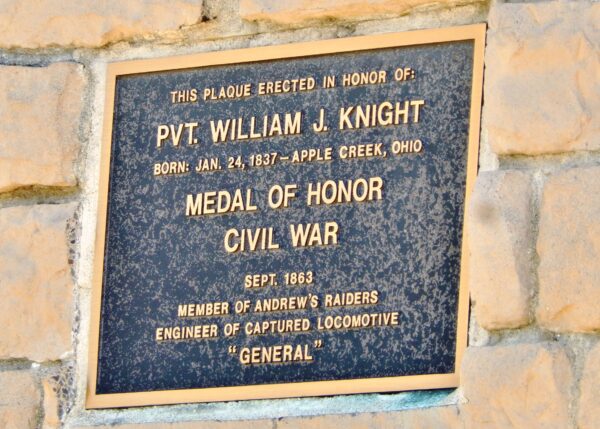 THIS PLAQUE ERECTED IN HONOR OF:
PVT. WILLIAM J. KNIGHT
BORN: JAN. 24, 1837 – APPLE CREEK, OHIO
MEDAL OF HONOR
CIVIL WAR
SEPT. 1863
MEMBER OF ANDREW'S RAIDERS
ENGINEER OF CAPTURED LOCOMOTIVE
"GENERAL"